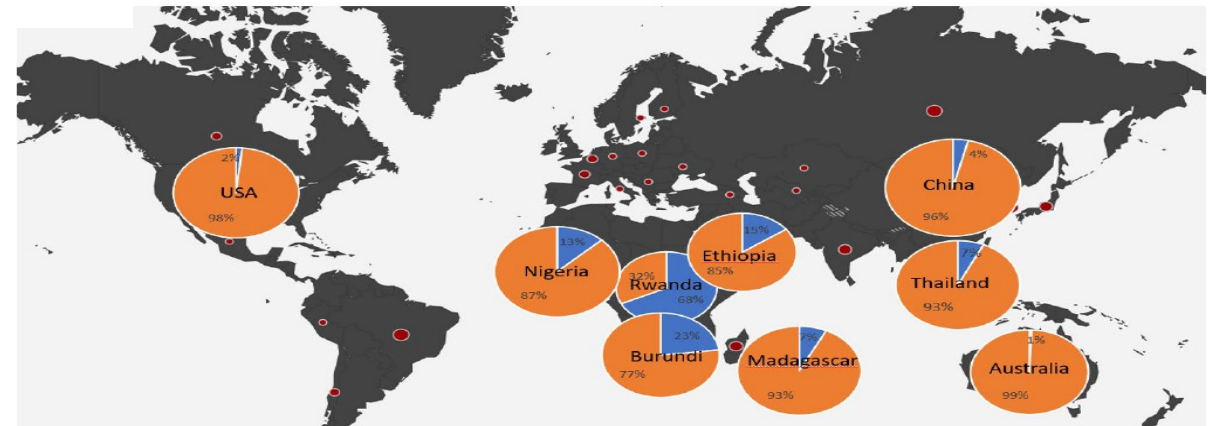 2%
USA
98%
4%
China
96%
13%
Nigeria
87%
32%
Rwanda
68%
15%
Ethiopia
85%
7%
Thailand
93%
23%
Burundi
77%
7%
Madagascar
93%
1%
Australia
99%